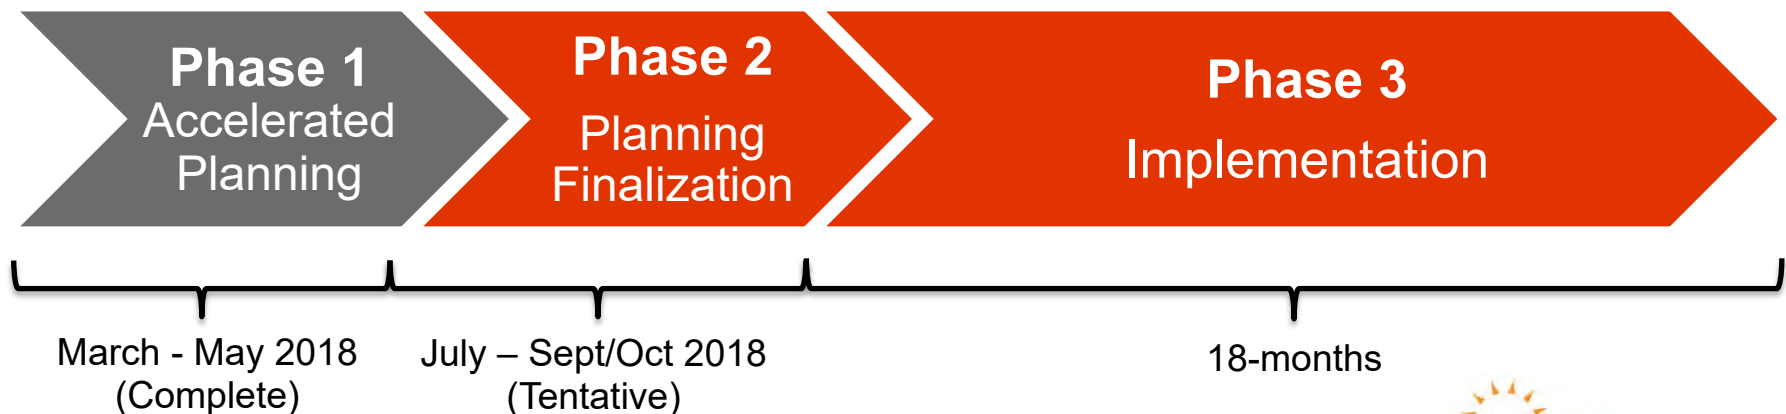 Phase 1
Accelerated
Planning
Phase 2
Planning
Finalization
Phase 3
Implementation
March - May 2018
(Complete)
July – Sept/Oct 2018
(Tentative)
18-months